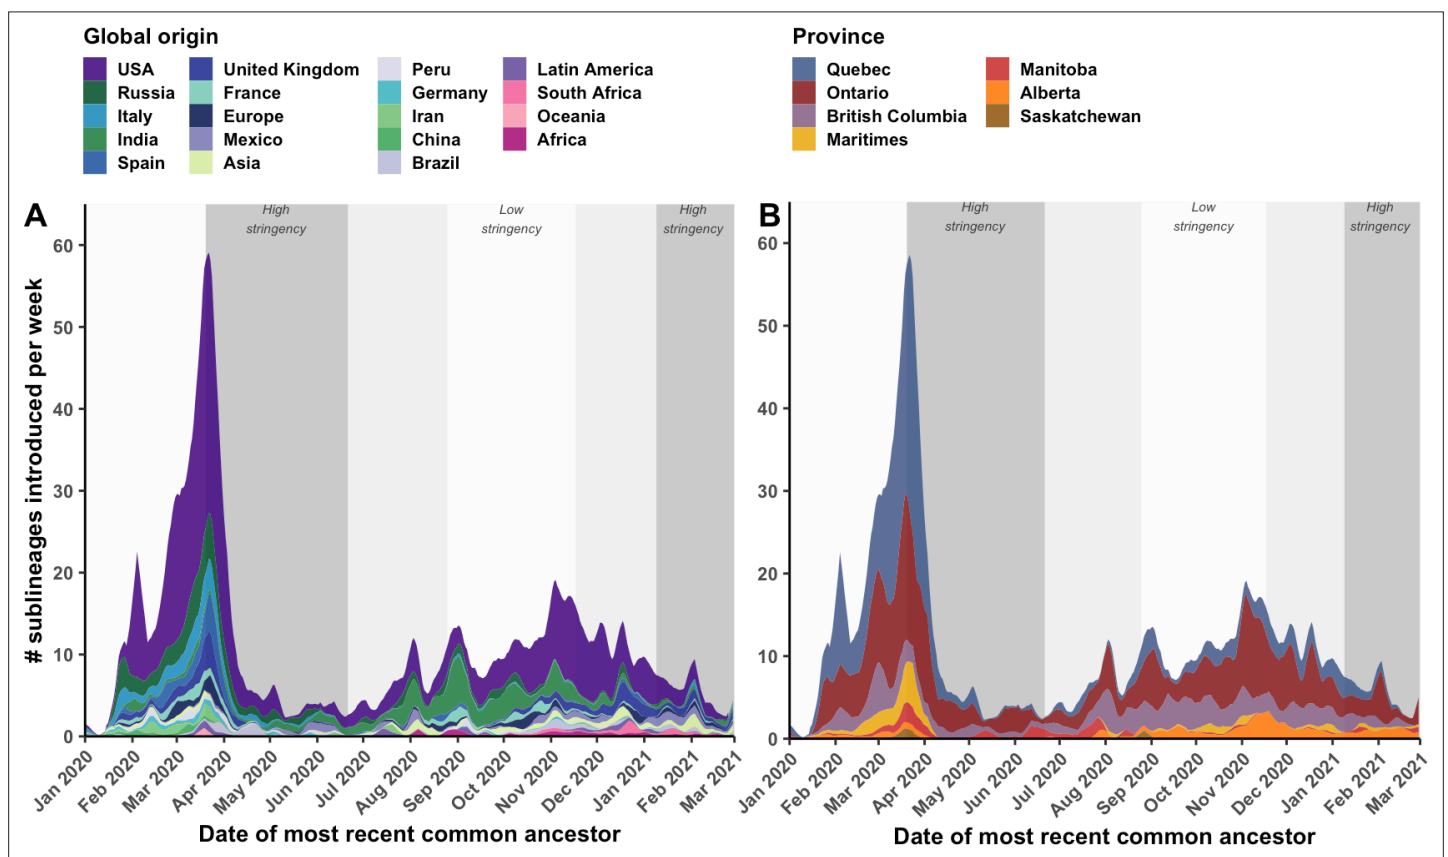 Global origin
USA
Russia
Italy
India
Spain
United Kingdom
France
Europe
Mexico
Asia
Peru
Germany
Iran
China
Brazil
Latin America
South Africa
Oceania
Africa
Province
Quebec
Ontario
British Columbia
Maritimes
Manitoba
Alberta
Saskatchewan
A
High
stringency
Low
stringency
High
stringency
# sublineages introduced per week
60
50
40
30
20
10
0
Jan 2020
Feb 2020
Mar 2020
Apr 2020
May 2020
Jun 2020
Jul 2020
Aug 2020
Sep 2020
Oct 2020
Nov 2020
Dec 2020
Jan 2021
Feb 2021
Mar 2021
Date of most recent common ancestor
B
High
stringency
Low
stringency
High
stringency
60
50
40
30
20
10
0
Jan 2020
Feb 2020
Mar 2020
Apr 2020
May 2020
Jun 2020
Jul 2020
Aug 2020
Sep 2020
Oct 2020
Nov 2020
Dec 2020
Jan 2021
Feb 2021
Mar 2021
Date of most recent common ancestor